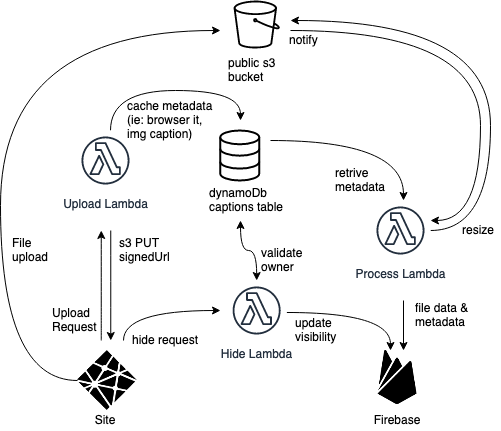 notify
public s3
bucket
cache metadata
(ie: browser it,
img caption)
retrive
metadata
dynamoDb
captions table
Upload Lambda
resize
File
upload
s3 PUT
signedUrl
validate
owner
Process Lambda
Upload
Request
file data &
metadata
hide request
update
visibility
Hide Lambda
Site
Firebase